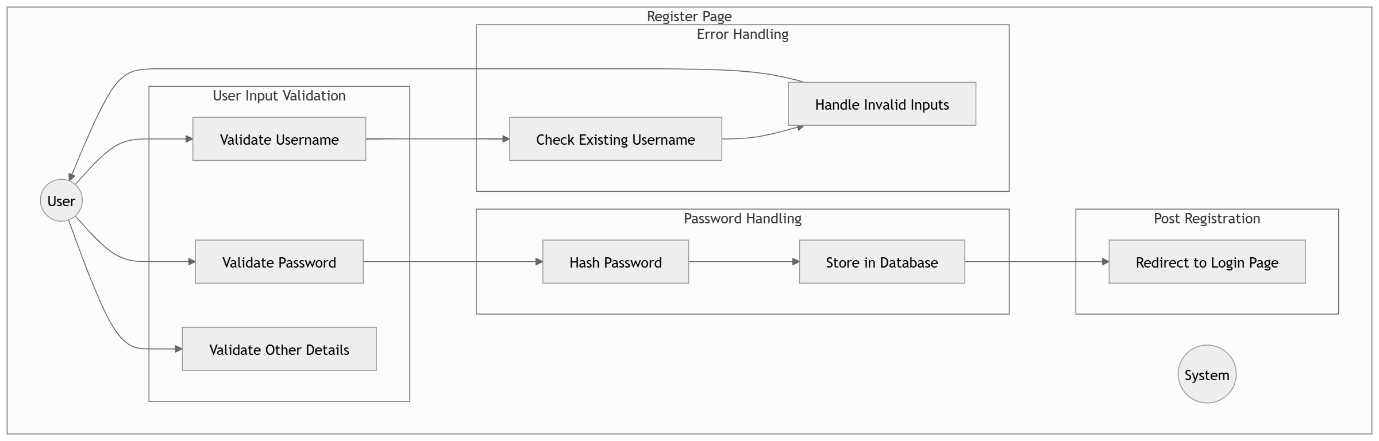 Register Page
Error Handling
Handle Invalid Inputs
User Input Validation
Validate Username
Check Existing Username
User
Password Handling
Post Registration
Validate Password
Hash Password
Store in Database
Redirect to Login Page
Validate Other Details
System